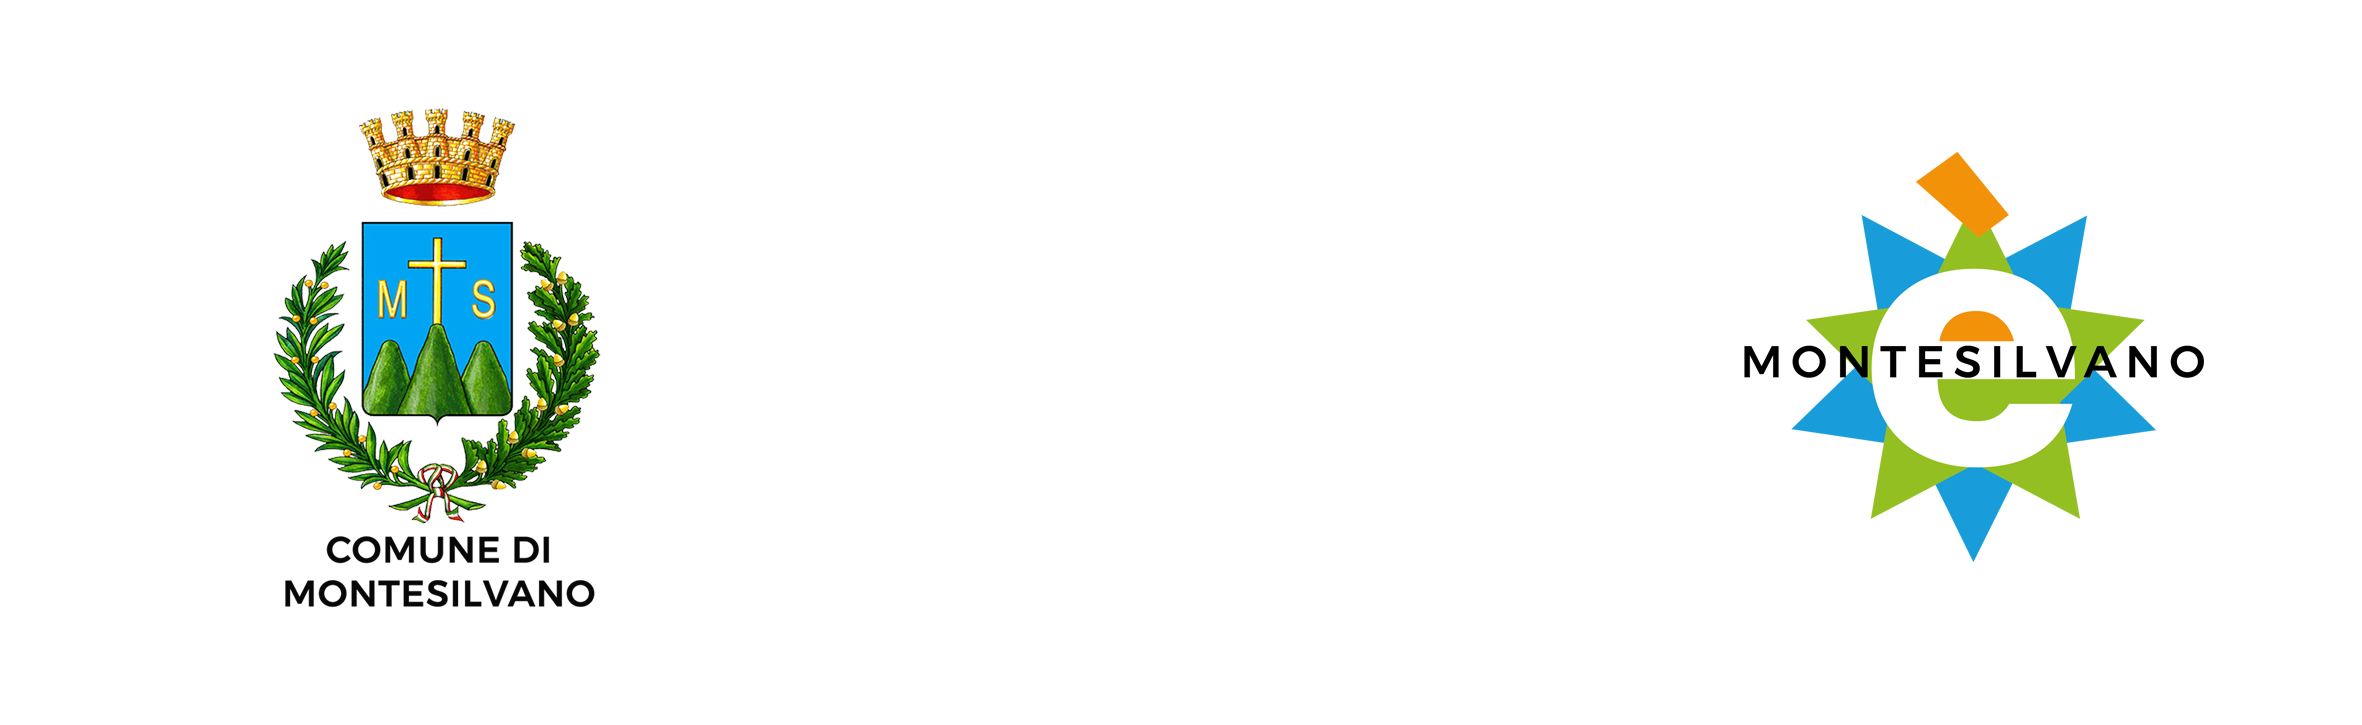 M S
COMUNE DI
MONTESILVANO
è
MONTESILVANO